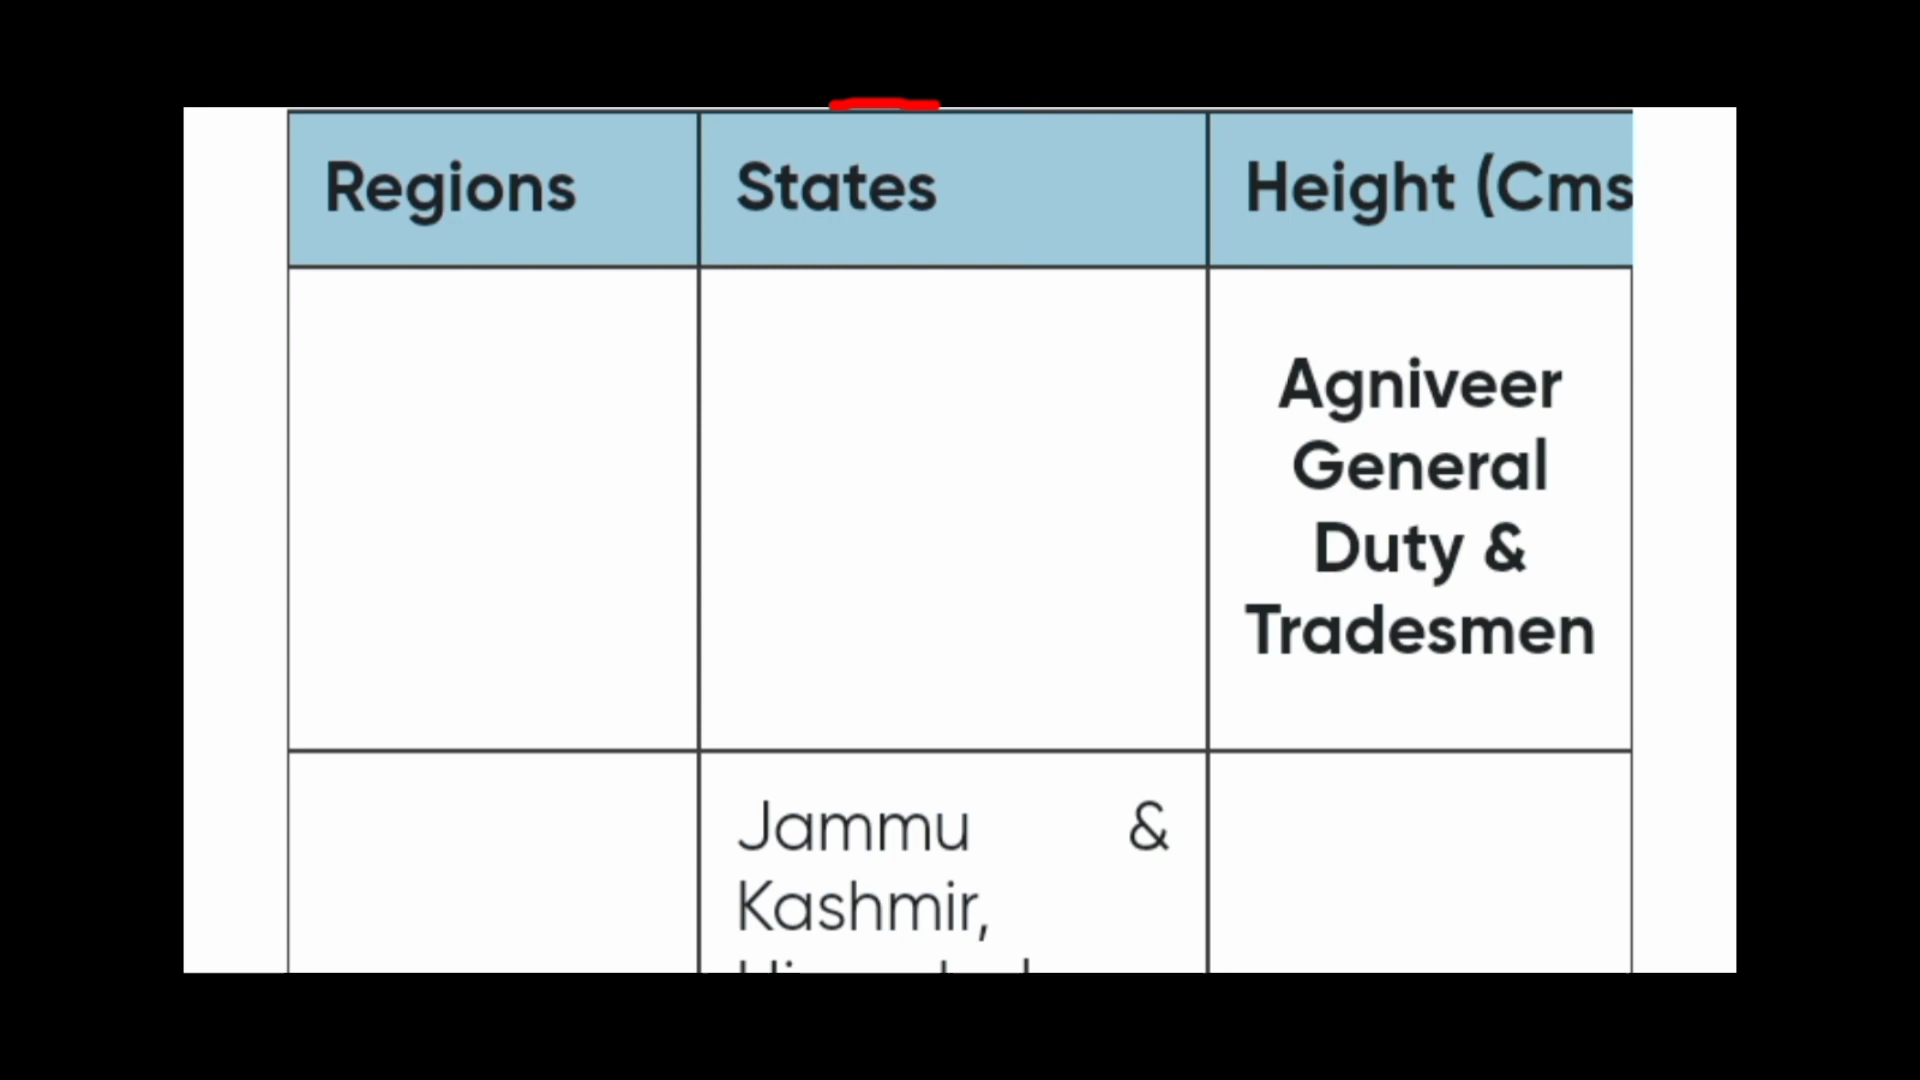 Regions States Height (Cms
Agniveer
General
Duty &
Tradesmen
Jammu &
Kashmir,